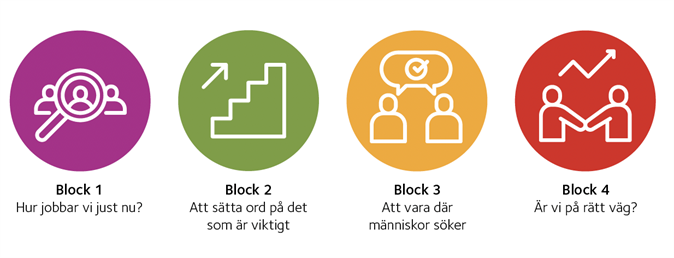 Block 1
Hur jobbar vi just nu?
Block 2
Att sätta ord på det
som är viktigt
Block 3
Att vara där
människor söker
Block 4
Är vi på rätt väg?